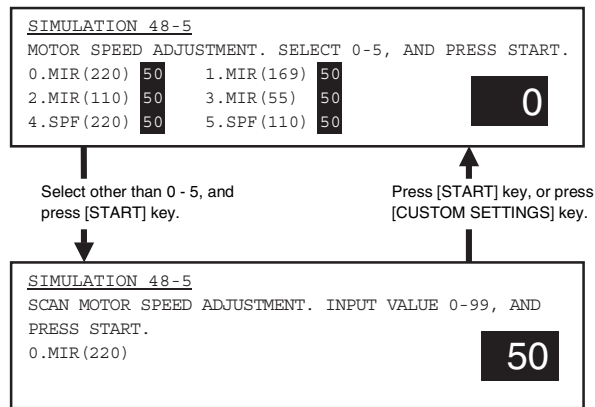 SIMULATION 48-5
MOTOR SPEED ADJUSTMENT. SELECT 0-5, AND PRESS START.
0.MIR(220) 50 1.MIR(169) 50
2.MIR(110) 50 3.MIR(55) 50
4.SPF(220) 50 5.SPF(110) 50
0
Select other than 0 - 5, and
press [START] key.
Press [START] key, or press
[CUSTOM SETTINGS] key.
SIMULATION 48-5
SCAN MOTOR SPEED ADJUSTMENT. INPUT VALUE 0-99, AND
PRESS START.
0.MIR(220)
50